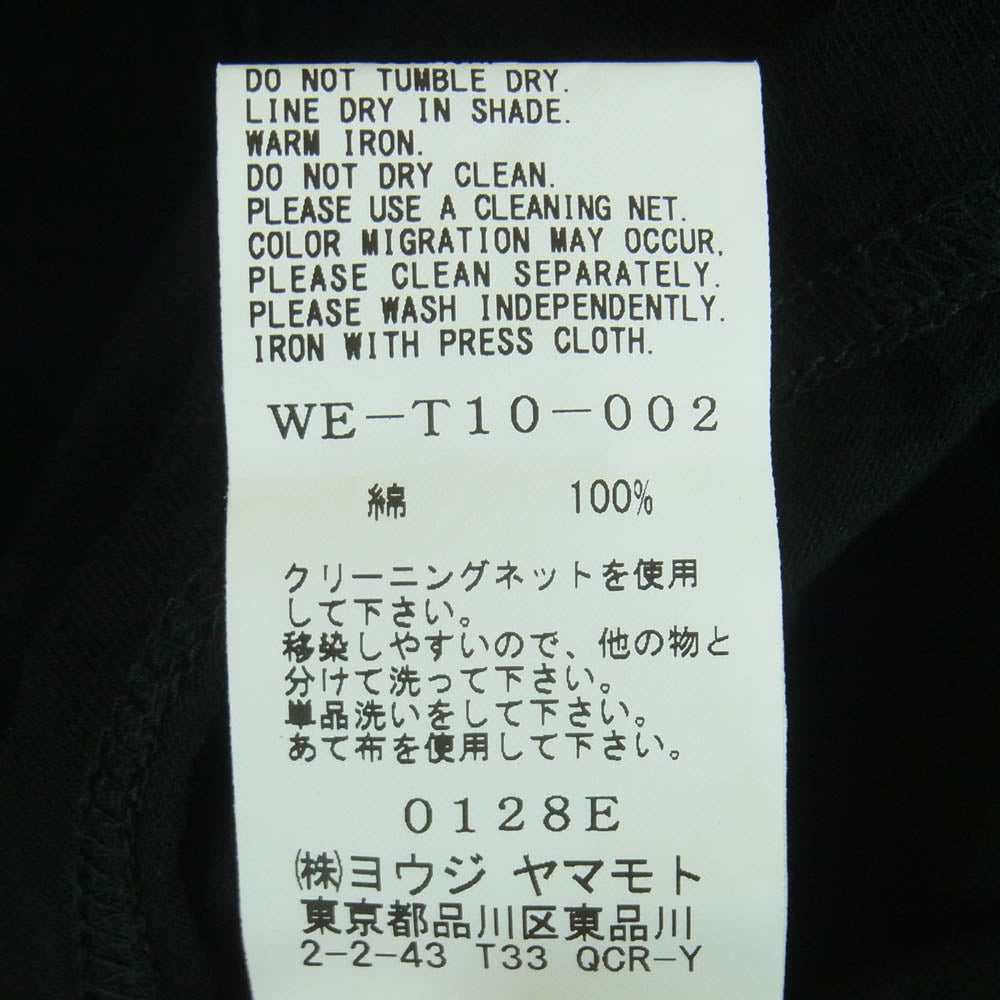 DO NOT TUMBLE DRY.
LINE DRY IN SHADE.
WARM IRON.
DO NOT DRY CLEAN.
PLEASE USE A CLEANING NET.
COLOR MIGRATION MAY OCCUR,
PLEASE CLEAN SEPARATELY.
PLEASE WASH INDEPENDENTLY.
IRON WITH PRESS CLOTH.
WE-T10-002
綿 100%
クリーニングネットを使用
して下さい。
移染しやすいので、他の物と
分けて洗って下さい。
単品洗いをして下さい。
あて布を使用して下さい。
0128E
㈱ヨウジ ヤマモト
東京都品川区東品川
2-2-43 T33 QCR-Y